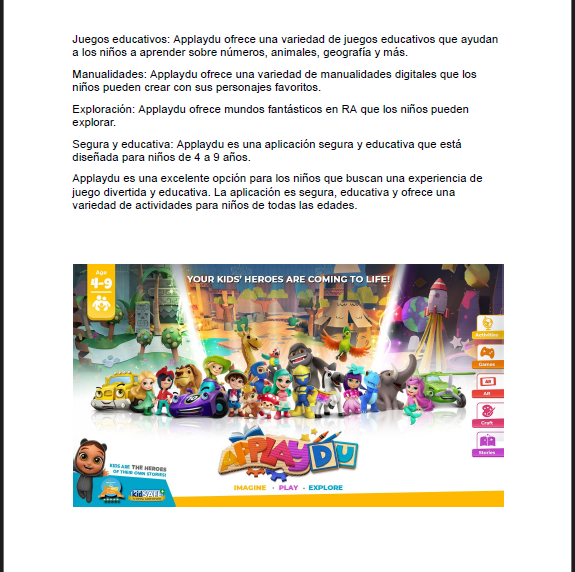 Juegos educativos: Applaydu ofrece una variedad de juegos educativos que ayudan
a los niños a aprender sobre números, animales, geografía y más.
Manualidades: Applaydu ofrece una variedad de manualidades digitales que los
niños pueden crear con sus personajes favoritos.
Exploración: Applaydu ofrece mundos fantásticos en RA que los niños pueden
explorar.
Segura y educativa: Applaydu es una aplicación segura y educativa que está
diseñada para niños de 4 a 9 años.
Applaydu es una excelente opción para los niños que buscan una experiencia de
juego divertida y educativa. La aplicación es segura, educativa y ofrece una
variedad de actividades para niños de todas las edades.
Age
4-9
YOUR KIDS' HEROES ARE COMING TO LIFE!
Activities
Games
AR
AR
Craft
Stories
APPLAYDU
IMAGINE • PLAY • EXPLORE
KIDS ARE THE HEROES
OF THEIR OWN STORIES!
KIDSAFE